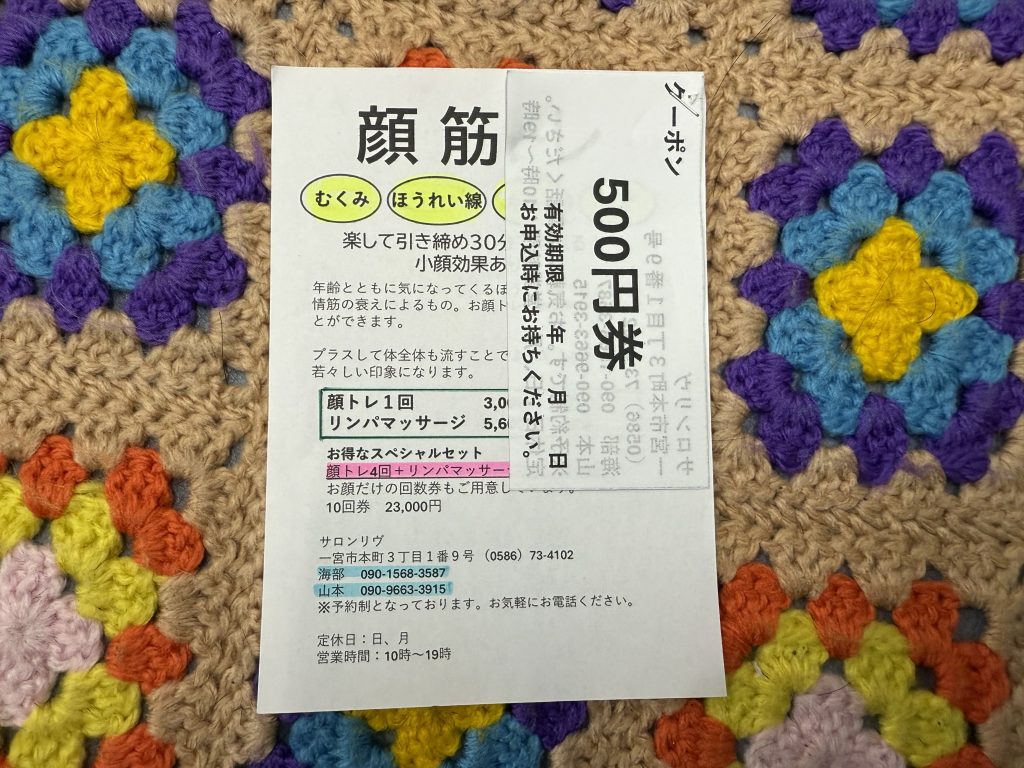 顔筋
むくみ ほうれい線
楽して引き締め30分
小顔効果あ
年齢とともに気になってくるほ
情筋の衰えによるもの。お顔ト
とができます。
プラスして体全体も流すことで
若々しい印象になります。
顔トレ1回 3,00
リンパマッサージ 5,60
お得なスペシャルセット
顔トレ4回+リンパマッサージ
お顔だけの回数券もご用意しています。
10回券 23,000円
サロンリヴ
一宮市本町3丁目1番9号 (0586) 73-4102
海部 090-1568-3587
山本 090-9663-3915
※予約制となっております。お気軽にお電話ください。
定休日:日、月
営業時間:10時〜19時
クーポン
500円券
有効期限 年 月 日
お申込時にお持ちください。